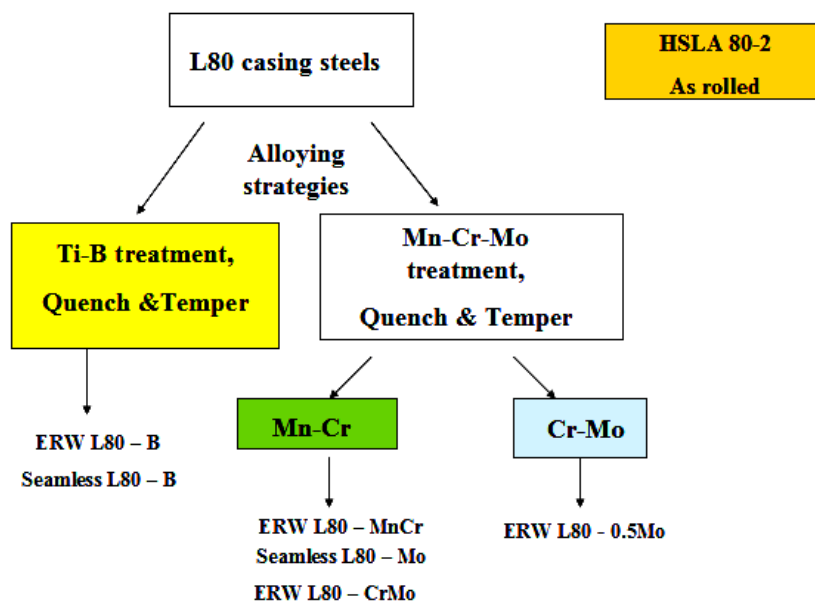 L80 casing steels
HSLA 80-2
As rolled
Alloying
strategies
Ti-B treatment,
Quench &Temper
Mn-Cr-Mo
treatment,
Quench & Temper
Mn-Cr
Cr-Mo
ERW L80 – B
Seamless L80 – B
ERW L80 – MnCr
Seamless L80 – Mo
ERW L80 – CrMo
ERW L80 - 0.5Mo